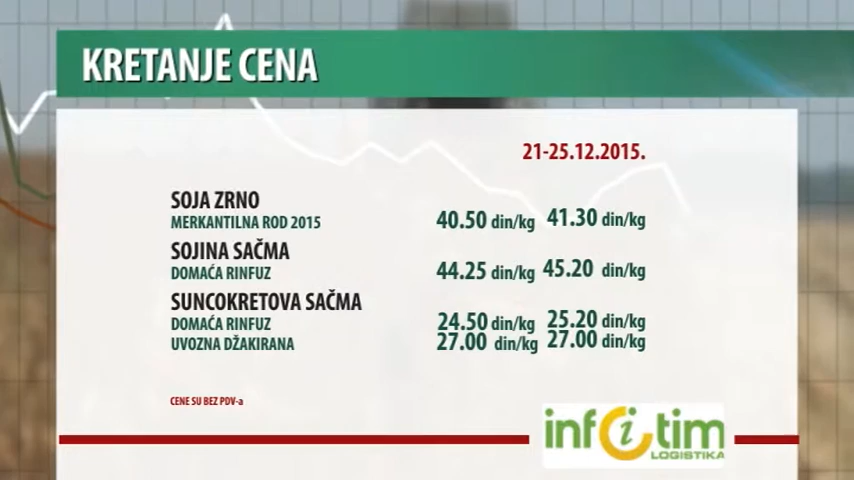 KRETANJE CENA
21-25.12.2015.
SOJA ZRNO
MERKANTILNA ROD 2015 40.50 din/kg 41.30 din/kg
SOJINA SAČMA
DOMAĆA RINFUZ 44.25 din/kg 45.20 din/kg
SUNCOKRETOVA SAČMA
DOMAĆA RINFUZ 24.50 din/kg 25.20 din/kg
UVOZNA DŽAKIRANA 27.00 din/kg 27.00 din/kg
CENE SU BEZ PDV-a
infotim
LOGISTIKA